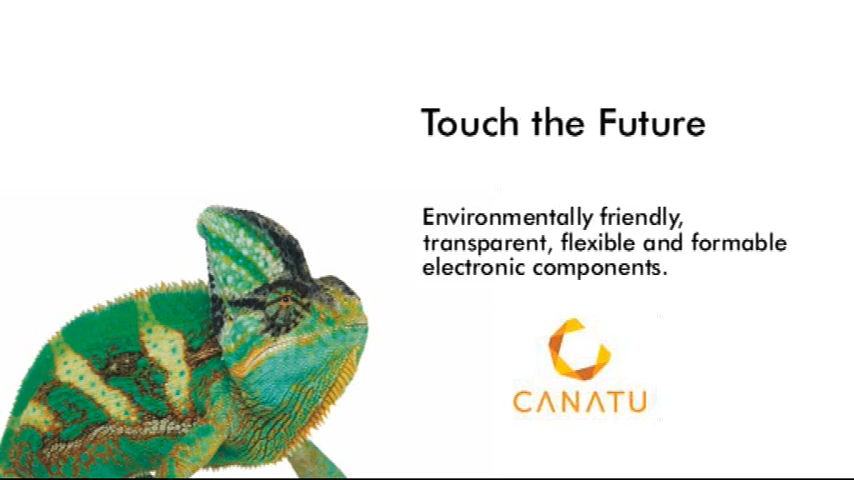 Touch the Future
Environmentally friendly,
transparent, flexible and formable
electronic components.
CANATU